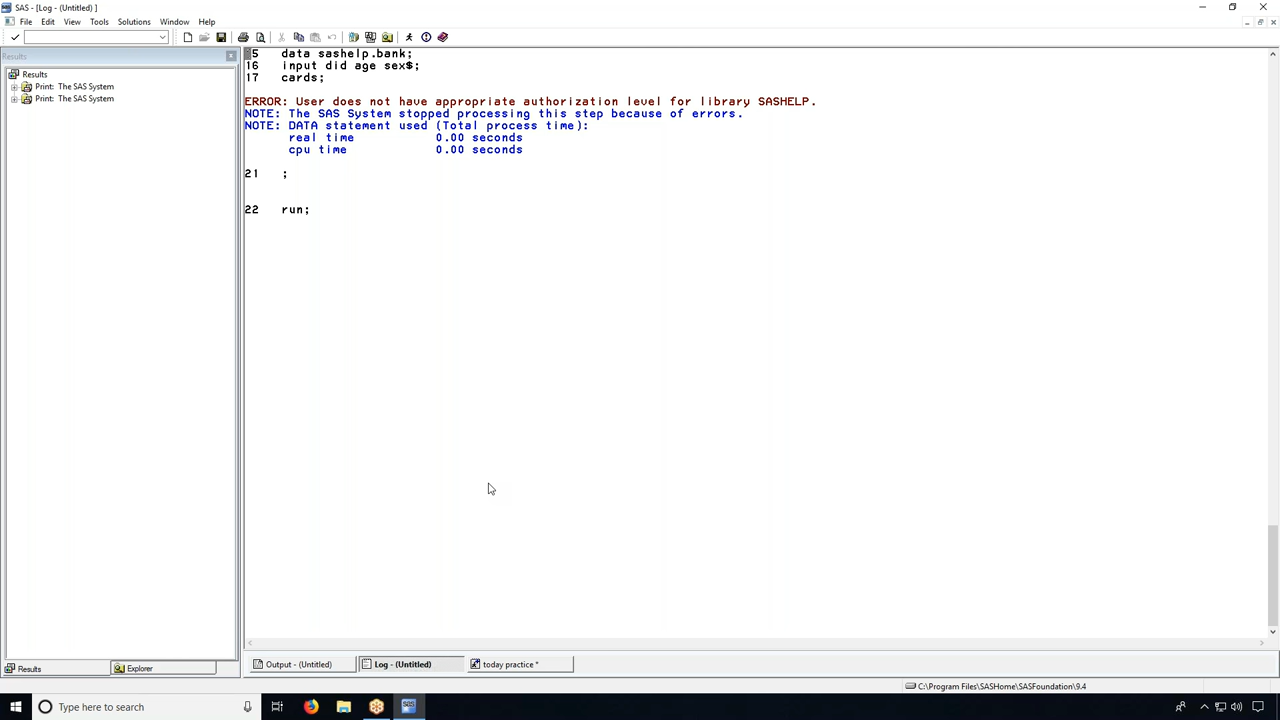 SAS - [Log - (Untitled) ]
File Edit View Tools Solutions Window Help
Results
Results
Print: The SAS System
Print: The SAS System
5 data sashelp.bank;
16 input did age sex$;
17 cards;
ERROR: User does not have appropriate authorization level for library SASHELP.
NOTE: The SAS System stopped processing this step because of errors.
NOTE: DATA statement used (Total process time):
real time 0.00 seconds
cpu time 0.00 seconds
21 ;
22 run;
Results Explorer
Output - (Untitled) Log - (Untitled) today practice *
C:\Program Files\SASHome\SASFoundation\9.4
Type here to search